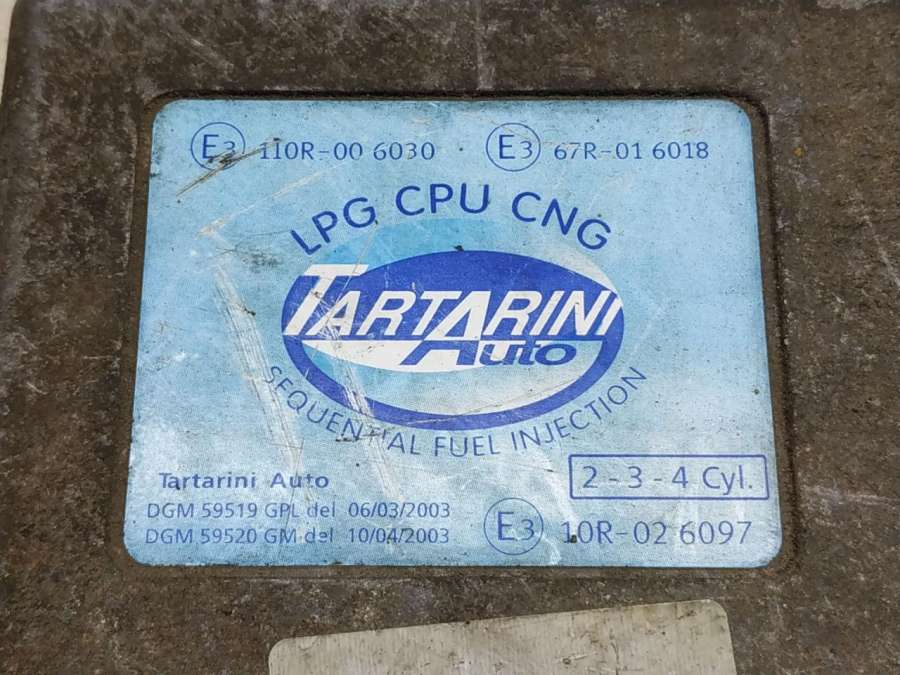 E3 110R-00 6030 E3 67R-01 6018
LPG CPU CNG
TARTARINI
Auto
SEQUENTIAL FUEL INJECTION
2 - 3 - 4 Cyl.
Tartarini Auto
DGM 59519 GPL del 06/03/2003
DGM 59520 GM del 10/04/2003
E3 10R-02 6097